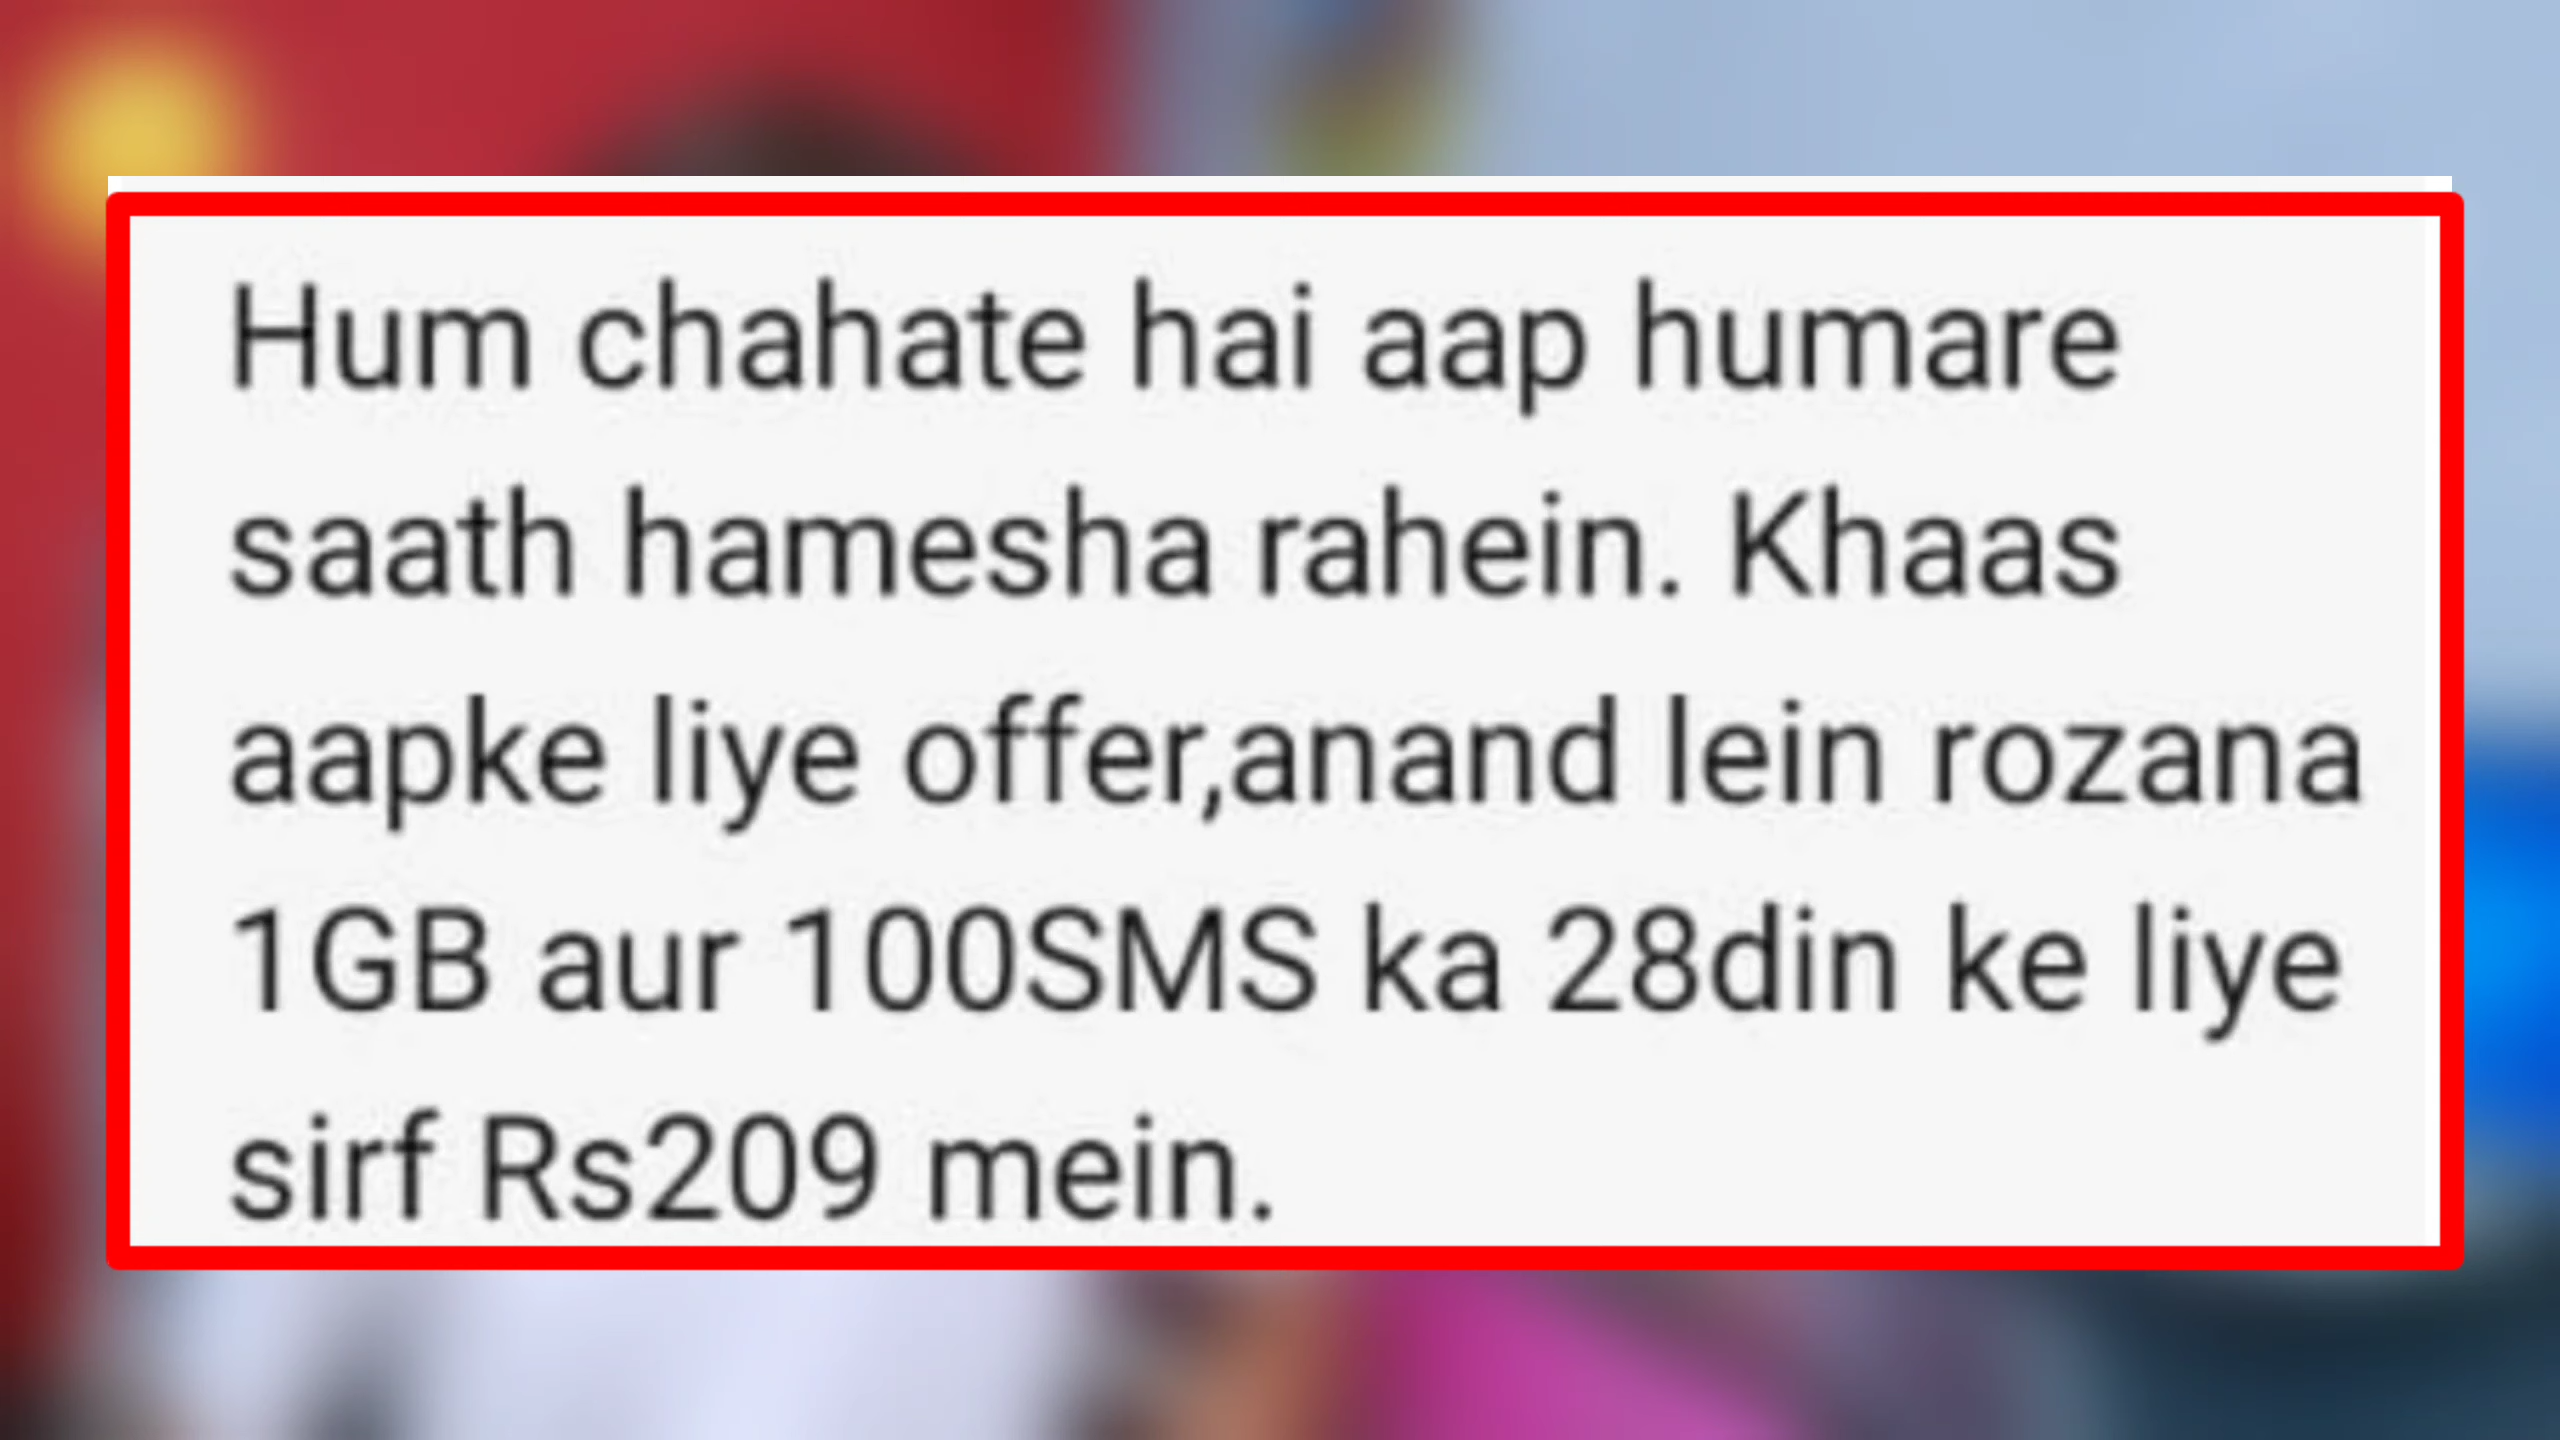 Hum chahate hai aap humare
saath hamesha rahein. Khaas
aapke liye offer,anand lein rozana
1GB aur 100SMS ka 28din ke liye
sirf Rs209 mein.